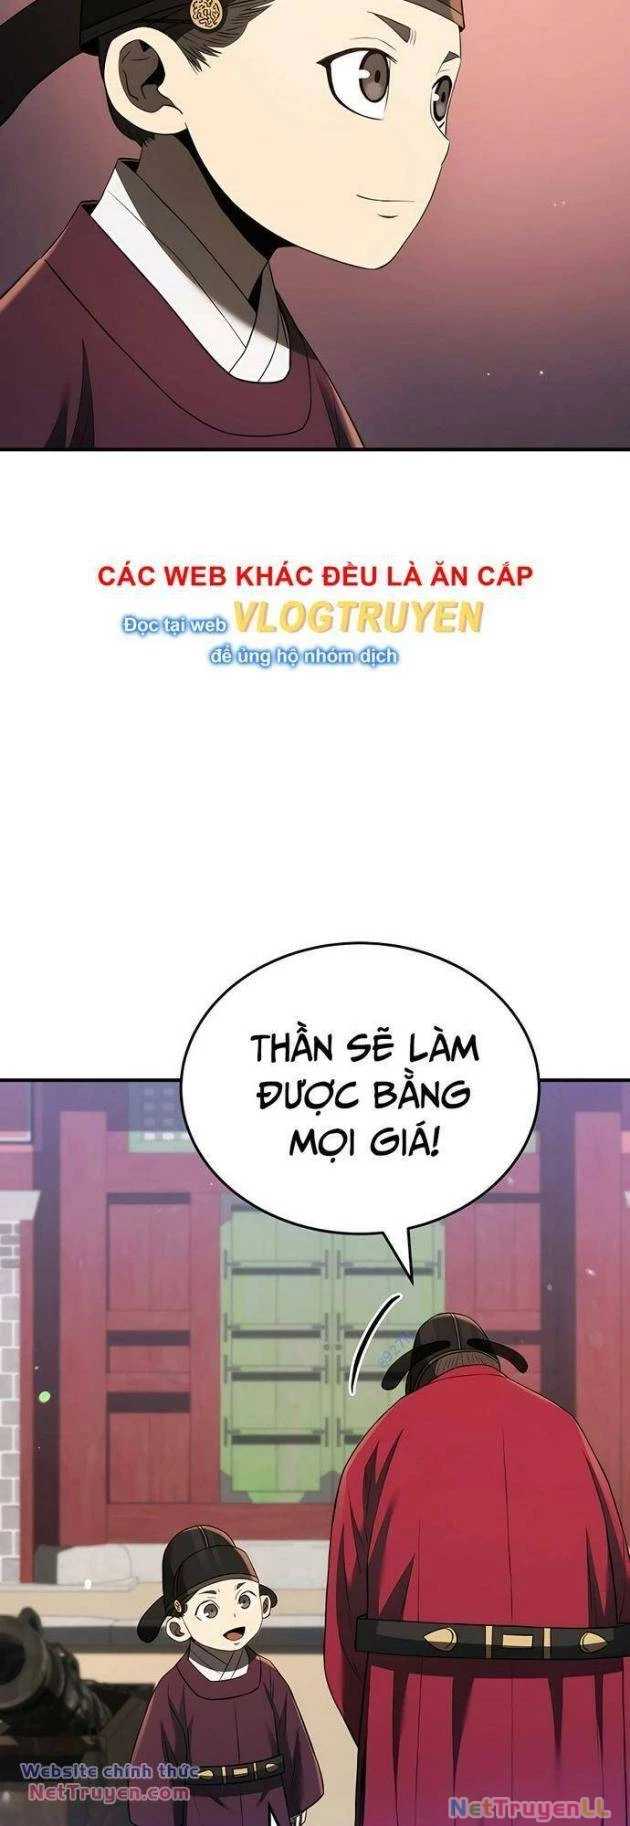 CÁC WEB KHÁC ĐỀU LÀ ĂN CẮP
Đọc tại web VLOGTRUYEN
để ủng hộ nhóm dịch
THẦN SẼ LÀM
ĐƯỢC BẰNG
MỌI GIÁ!
Website chính thức
NetTruyen.com
NetTruyenLL